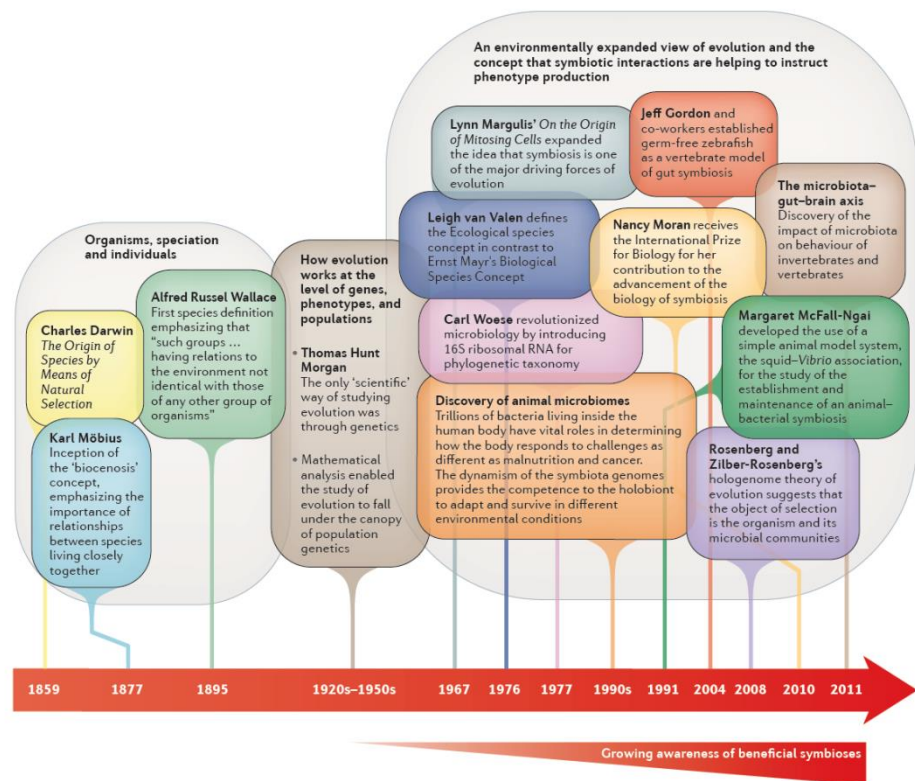 An environmentally expanded view of evolution and the
concept that symbiotic interactions are helping to instruct
phenotype production
Lynn Margulis' On the
Origin of Mitosing Cells expanded
the idea that symbiosis is one
of the major driving forces of
evolution
Jeff Gordon and
co-workers established
germ-free zebrafish
as a vertebrate model
of gut symbiosis
The microbiota–
gut–brain axis
Discovery of the
impact of microbiota
on behaviour of
invertebrates and
vertebrates
Leigh van Valen defines
the Ecological species
concept in contrast to
Ernst Mayr's Biological
Species Concept
Nancy Moran receives
the International Prize
for Biology for her
contribution to the
advancement of the
biology of symbiosis
Organisms, speciation
and individuals
Charles Darwin
The Origin of
Species by
Means of
Natural
Selection
Alfred Russel Wallace
First species definition
emphasizing that
"such groups ...
having relations to
the environment not
identical with those
of any other group of
organisms"
Karl Möbius
Inception of
the 'biocenosis'
concept,
emphasizing the
importance of
relationships
between species
living closely
together
How evolution
works at the
level of genes,
phenotypes, and
populations
• Thomas Hunt
Morgan
The only 'scientific'
way of studying
evolution was
through genetics
• Mathematical
analysis enabled
the study of
evolution to fall
under the canopy
of population
genetics
Carl Woese revolutionized
microbiology by introducing
16S ribosomal RNA for
phylogenetic taxonomy
Margaret McFall-Ngai
developed the use of a
simple animal model system,
the squid–Vibrio association,
for the study of the
establishment and
maintenance of an animal–
bacterial symbiosis
Discovery of animal microbiomes
Trillions of bacteria living inside the
human body have vital roles in determining
how the body responds to challenges as
different as malnutrition and cancer.
The dynamism of the symbiota genomes
provides the competence to the holobiont
to adapt and survive in different
environmental conditions
Rosenberg and
Zilber-Rosenberg's
hologenome theory of
evolution suggests that
the object of selection
is the organism and its
microbial communities
1859 1877 1895 1920s–1950s 1967 1976 1977 1990s 1991 2004 2008 2010 2011
Growing awareness of beneficial symbioses